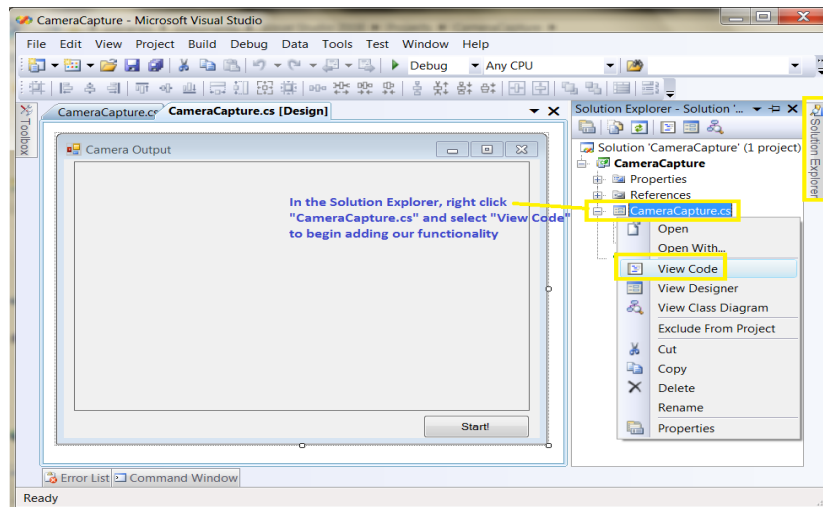 CameraCapture - Microsoft Visual Studio
File Edit View Project Build Debug Data Tools Test Window Help
Debug Any CPU
CameraCapture.cs CameraCapture.cs [Design]
Solution Explorer - Solution '...
Toolbox
Solution Explorer
Camera Output
Solution 'CameraCapture' (1 project)
CameraCapture
Properties
References
CameraCapture.cs
In the Solution Explorer, right click
"CameraCapture.cs" and select "View Code"
to begin adding our functionality
Open
Open With...
View Code
View Designer
View Class Diagram
Exclude From Project
Cut
Copy
Delete
Rename
Properties
Start!
Error List Command Window
Ready